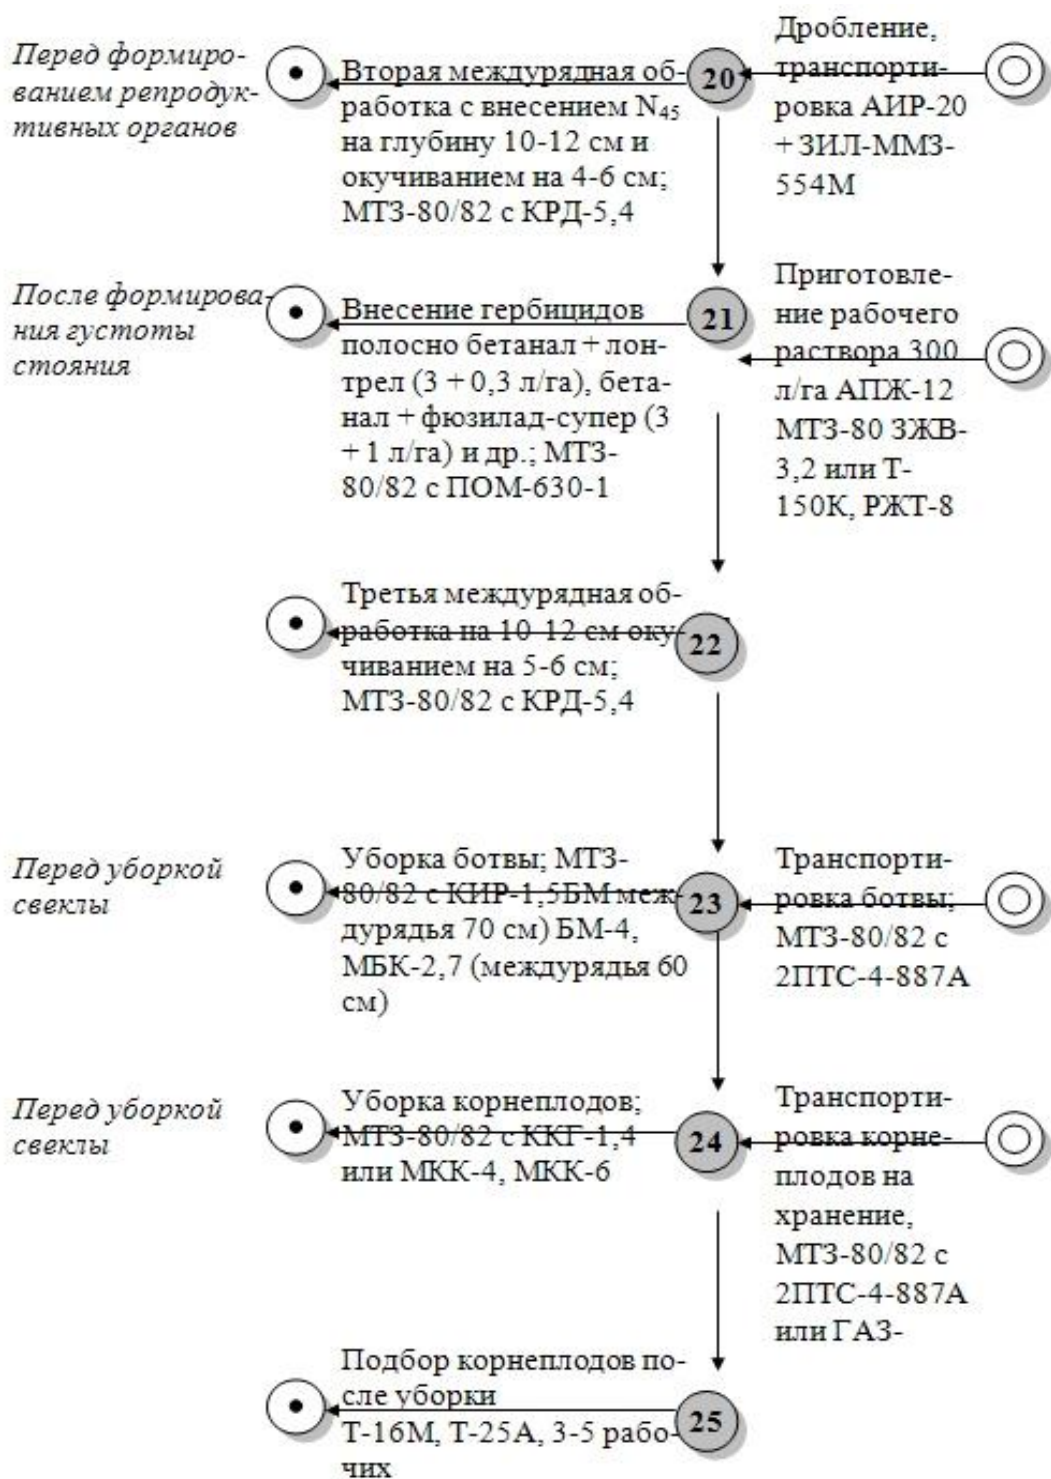 Перед формиро-
ванием репродук-
тивных органов
Вторая междурядная об-
работка с внесением N₄₅
на глубину 10-12 см и
окучиванием на 4-6 см;
МТЗ-80/82 с КРД-5,4
20
Дробление,
транспорти-
ровка АИР-20
+ ЗИЛ-ММЗ-
554М
После формирова-
ния густоты
стояния
Внесение гербицидов
полосно бетанал + лон-
трел (3 + 0,3 л/га), бета-
нал + фюзилад-супер (3
+ 1 л/га) и др.; МТЗ-
80/82 с ПОМ-630-1
21
Приготовле-
ние рабочего
раствора 300
л/га АПЖ-12
МТЗ-80 ЗЖВ-
3,2 или Т-
150К, РЖТ-8
Третья междурядная об-
работка на 10-12 см оку-
чиванием на 5-6 см;
МТЗ-80/82 с КРД-5,4
22
Перед уборкой
свеклы
Уборка ботвы; МТЗ-
80/82 с КИР-1,5БМ меж-
дурядья 70 см) БМ-4,
МБК-2,7 (междурядья 60
см)
23
Транспорти-
ровка ботвы;
МТЗ-80/82 с
2ПТС-4-887А
Перед уборкой
свеклы
Уборка корнеплодов;
МТЗ-80/82 с ККГ-1,4
или МКК-4, МКК-6
24
Транспорти-
ровка корне-
плодов на
хранение,
МТЗ-80/82 с
2ПТС-4-887А
или ГАЗ-
Подбор корнеплодов по-
сле уборки
Т-16М, Т-25А, 3-5 рабо-
чих
25